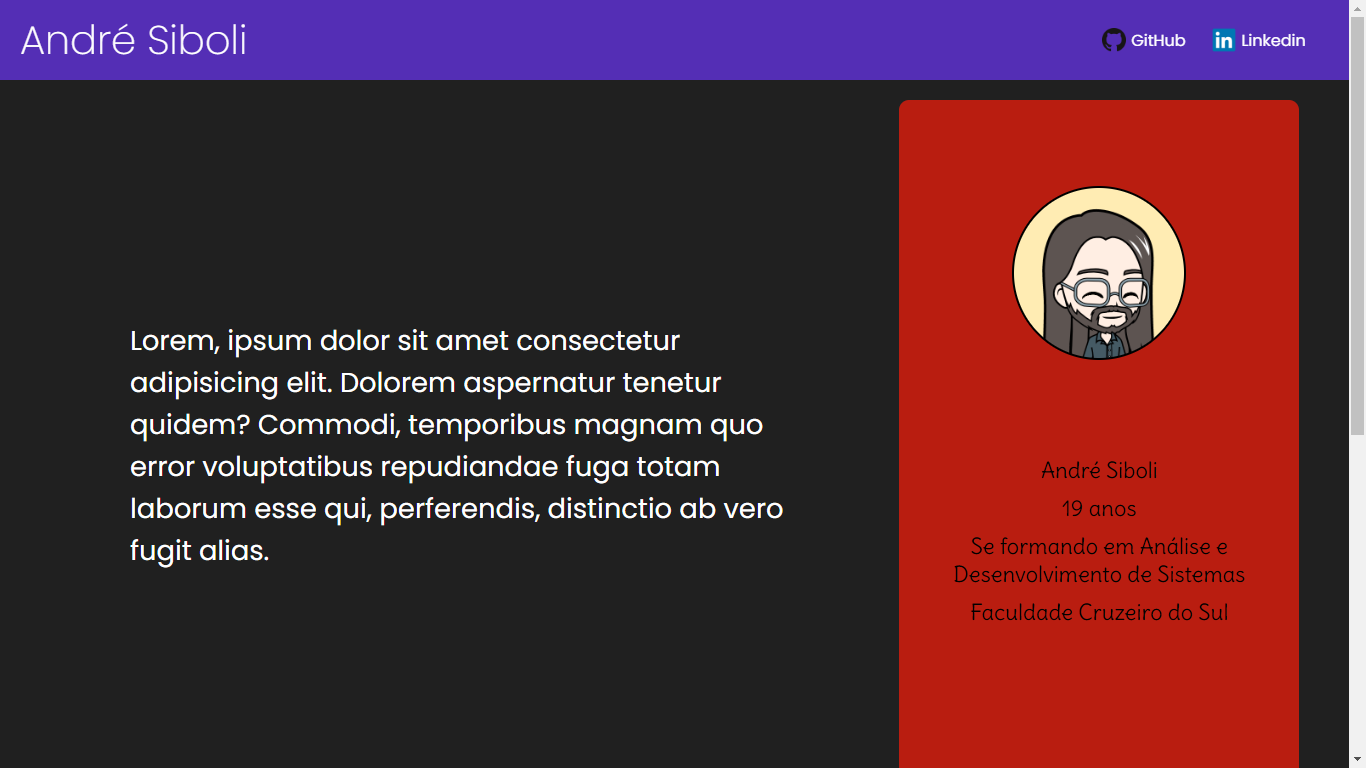 André Siboli
GitHub
Linkedin
Lorem, ipsum dolor sit amet consectetur
adipisicing elit. Dolorem aspernatur tenetur
quidem? Commodi, temporibus magnam quo
error voluptatibus repudiandae fuga totam
laborum esse qui, perferendis, distinctio ab vero
fugit alias.
André Siboli
19 anos
Se formando em Análise e
Desenvolvimento de Sistemas
Faculdade Cruzeiro do Sul